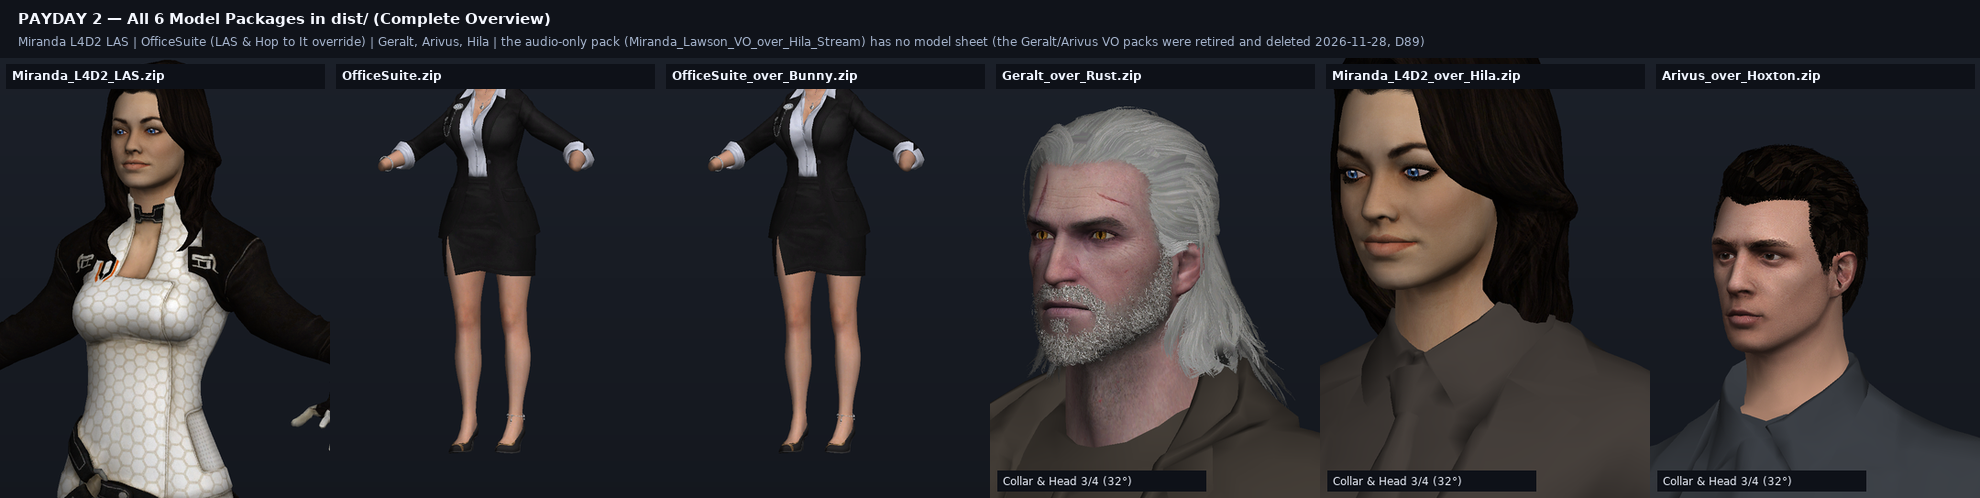 PAYDAY 2 — All 6 Model Packages in dist/ (Complete Overview)
Miranda L4D2 LAS | OfficeSuite (LAS & Hop to It override) | Geralt, Arivus, Hila | the audio-only pack (Miranda_Lawson_VO_over_Hila_Stream) has no model sheet (the Geralt/Arivus VO packs were retired and deleted 2026-11-28, D89)
Miranda_L4D2_LAS.zip
OfficeSuite.zip
OfficeSuite_over_Bunny.zip
Geralt_over_Rust.zip
Miranda_L4D2_over_Hila.zip
Arivus_over_Hoxton.zip
Collar & Head 3/4 (32°)
Collar & Head 3/4 (32°)
Collar & Head 3/4 (32°)